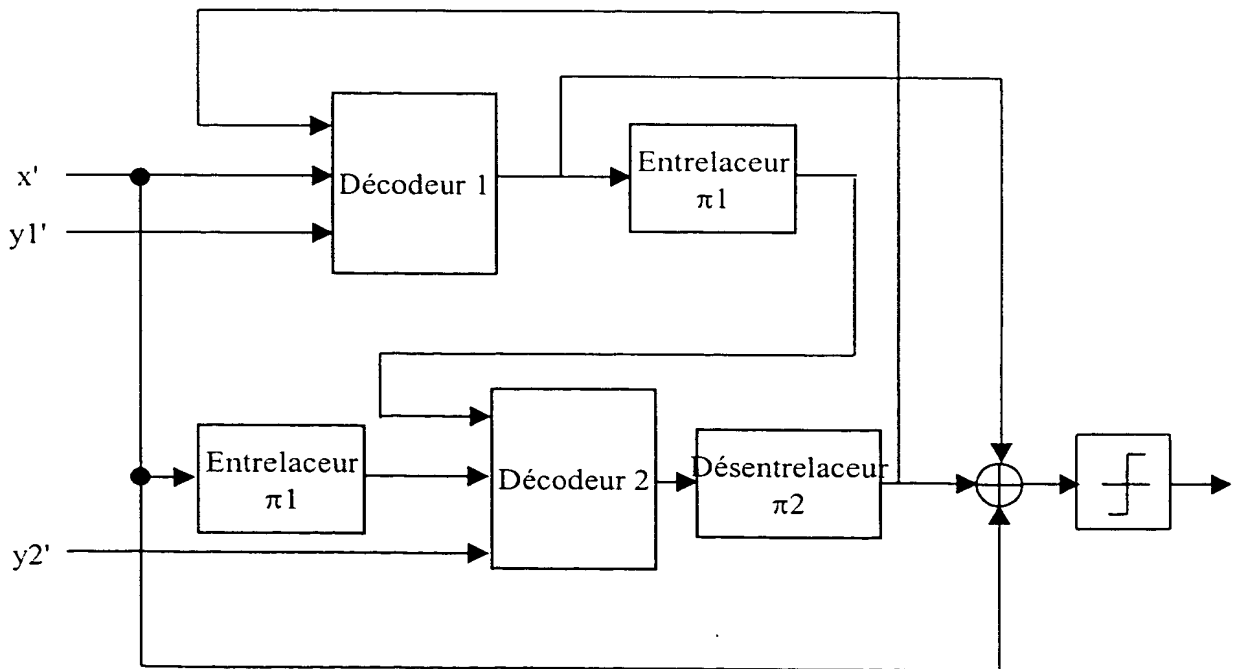 x'
y1'
Décodeur 1
Entrelaceur
π1
Entrelaceur
π1
y2'
Décodeur 2
Désentrelaceur
π2